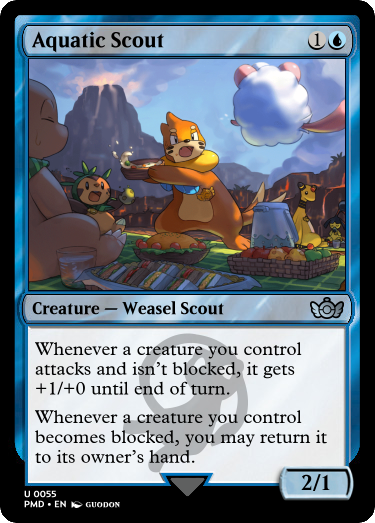 Aquatic Scout 1
Creature — Weasel Scout
Whenever a creature you control
attacks and isn't blocked, it gets
+1/+0 until end of turn.
Whenever a creature you control
becomes blocked, you may return it
to its owner's hand.
2/1
U 0055
PMD • EN GUODON